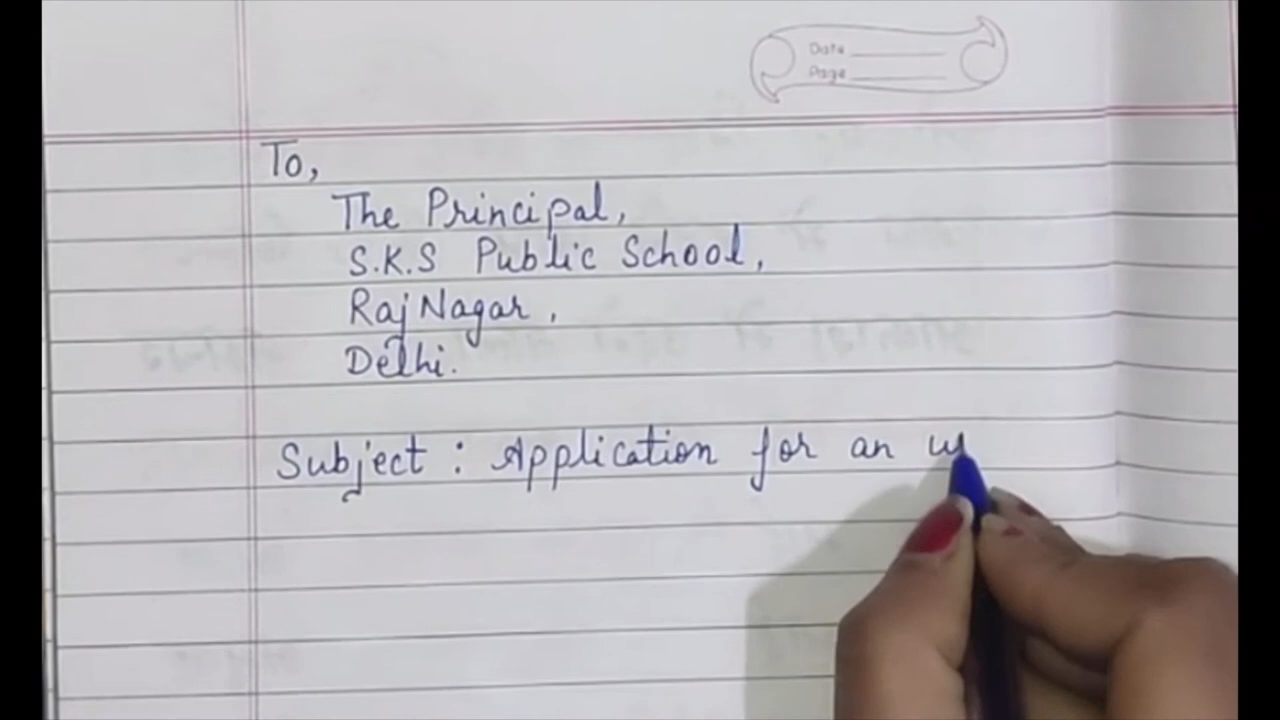 Date
Page
To,
The Principal,
S.K.S Public School,
Raj Nagar,
Delhi.
Subject : Application for an